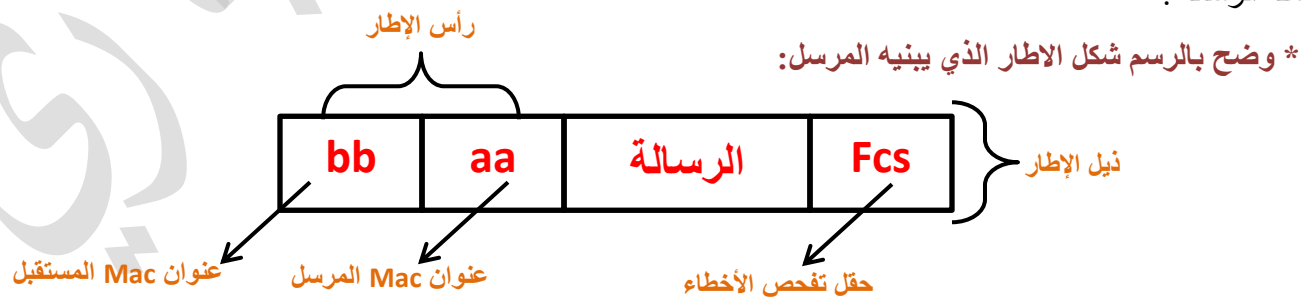 * وضح بالرسم شكل الاطار الذي يبنيه المرسل:
رأس الإطار
bb aa الرسالة Fcs
ذيل الإطار
عنوان Mac المستقبل
عنوان Mac المرسل
حقل تفحص الأخطاء